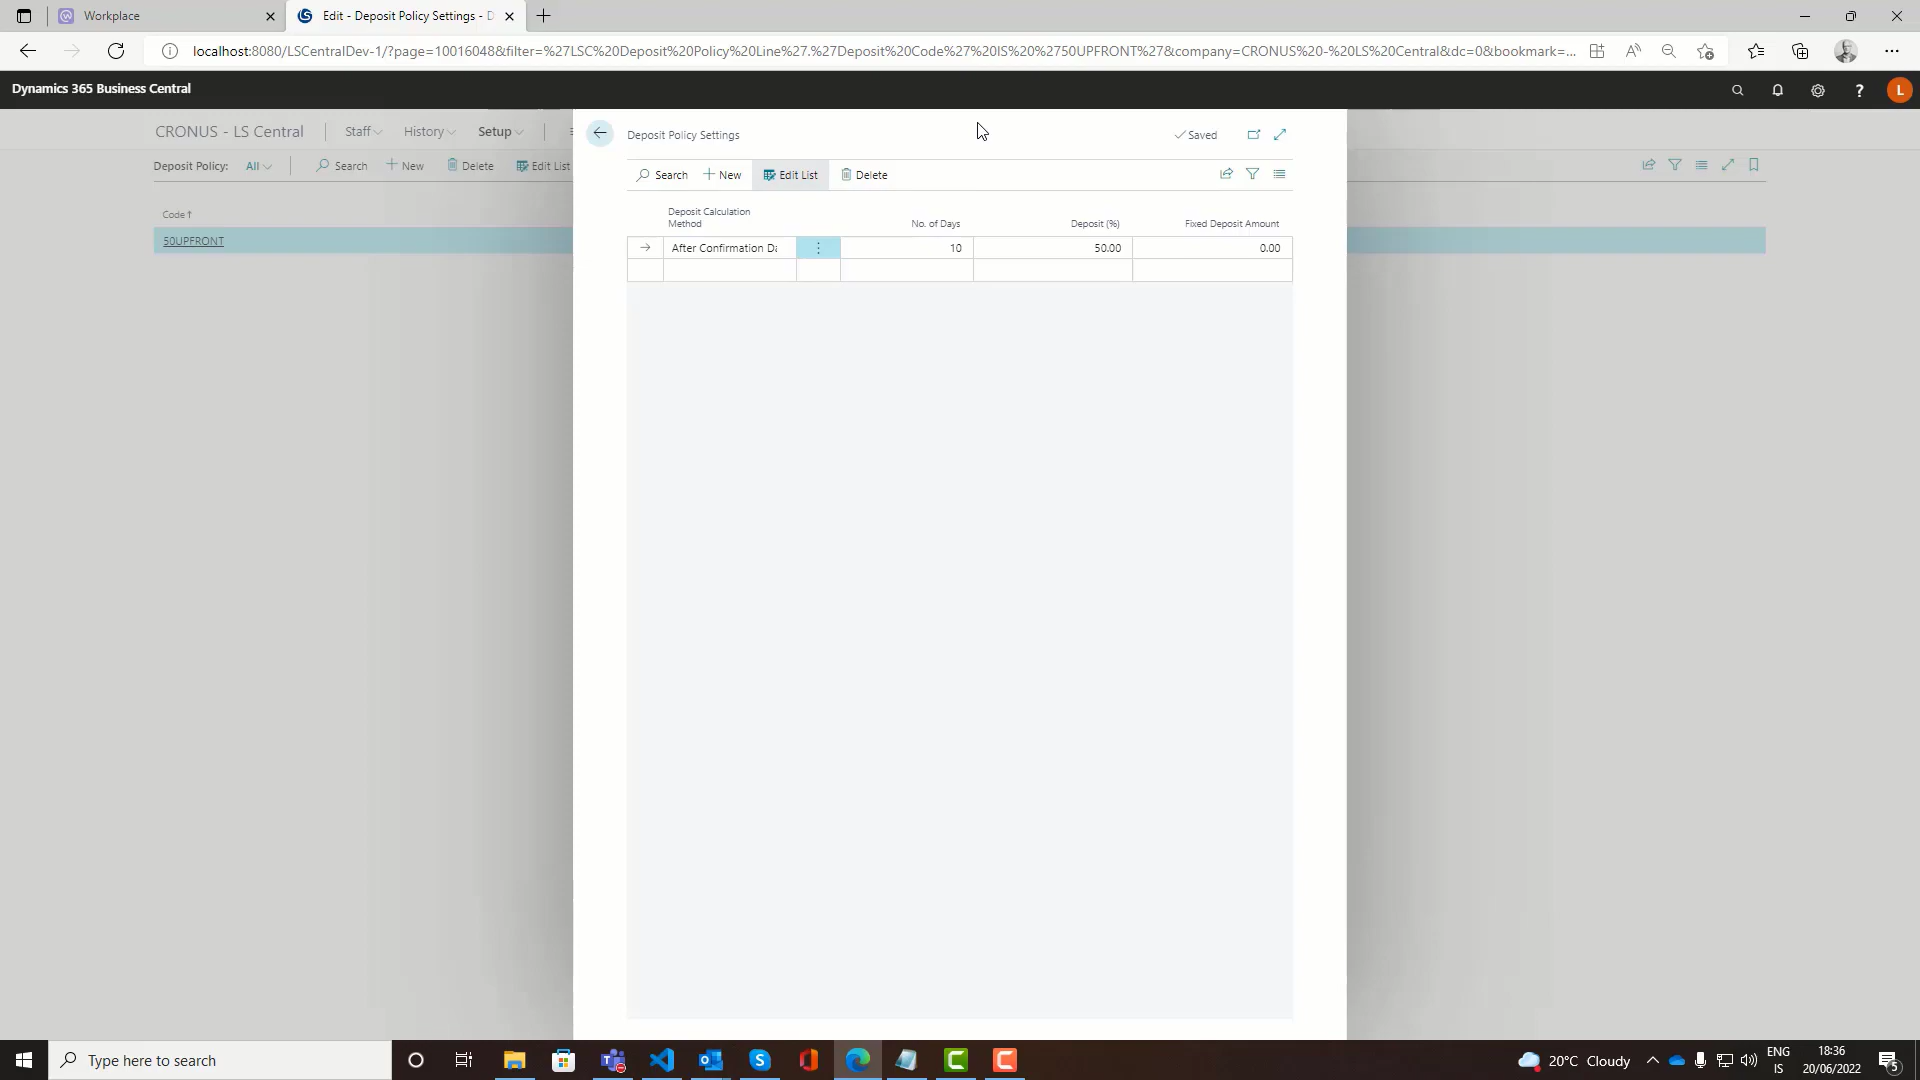 Workplace
Edit - Deposit Policy Settings - D
localhost:8080/LSCentralDev-1/?page=10016048&filter=%27LSC%20Deposit%20Policy%20Line%27.%27Deposit%20Code%27%20IS%20%2750UPFRONT%27&company=CRONUS%20-%20LS%20Central&dc=0&bookmark=...
Dynamics 365 Business Central
L
CRONUS - LS Central
Staff
History
Setup
Deposit Policy:
All
Search
New
Delete
Edit List
Code↑
50UPFRONT
Deposit Policy Settings
Saved
Search
New
Edit List
Delete
Deposit Calculation
Method
No. of Days
Deposit (%)
Fixed Deposit Amount
After Confirmation Da
10
50.00
0.00
Type here to search
20°C Cloudy
ENG
IS
18:36
20/06/2022
5